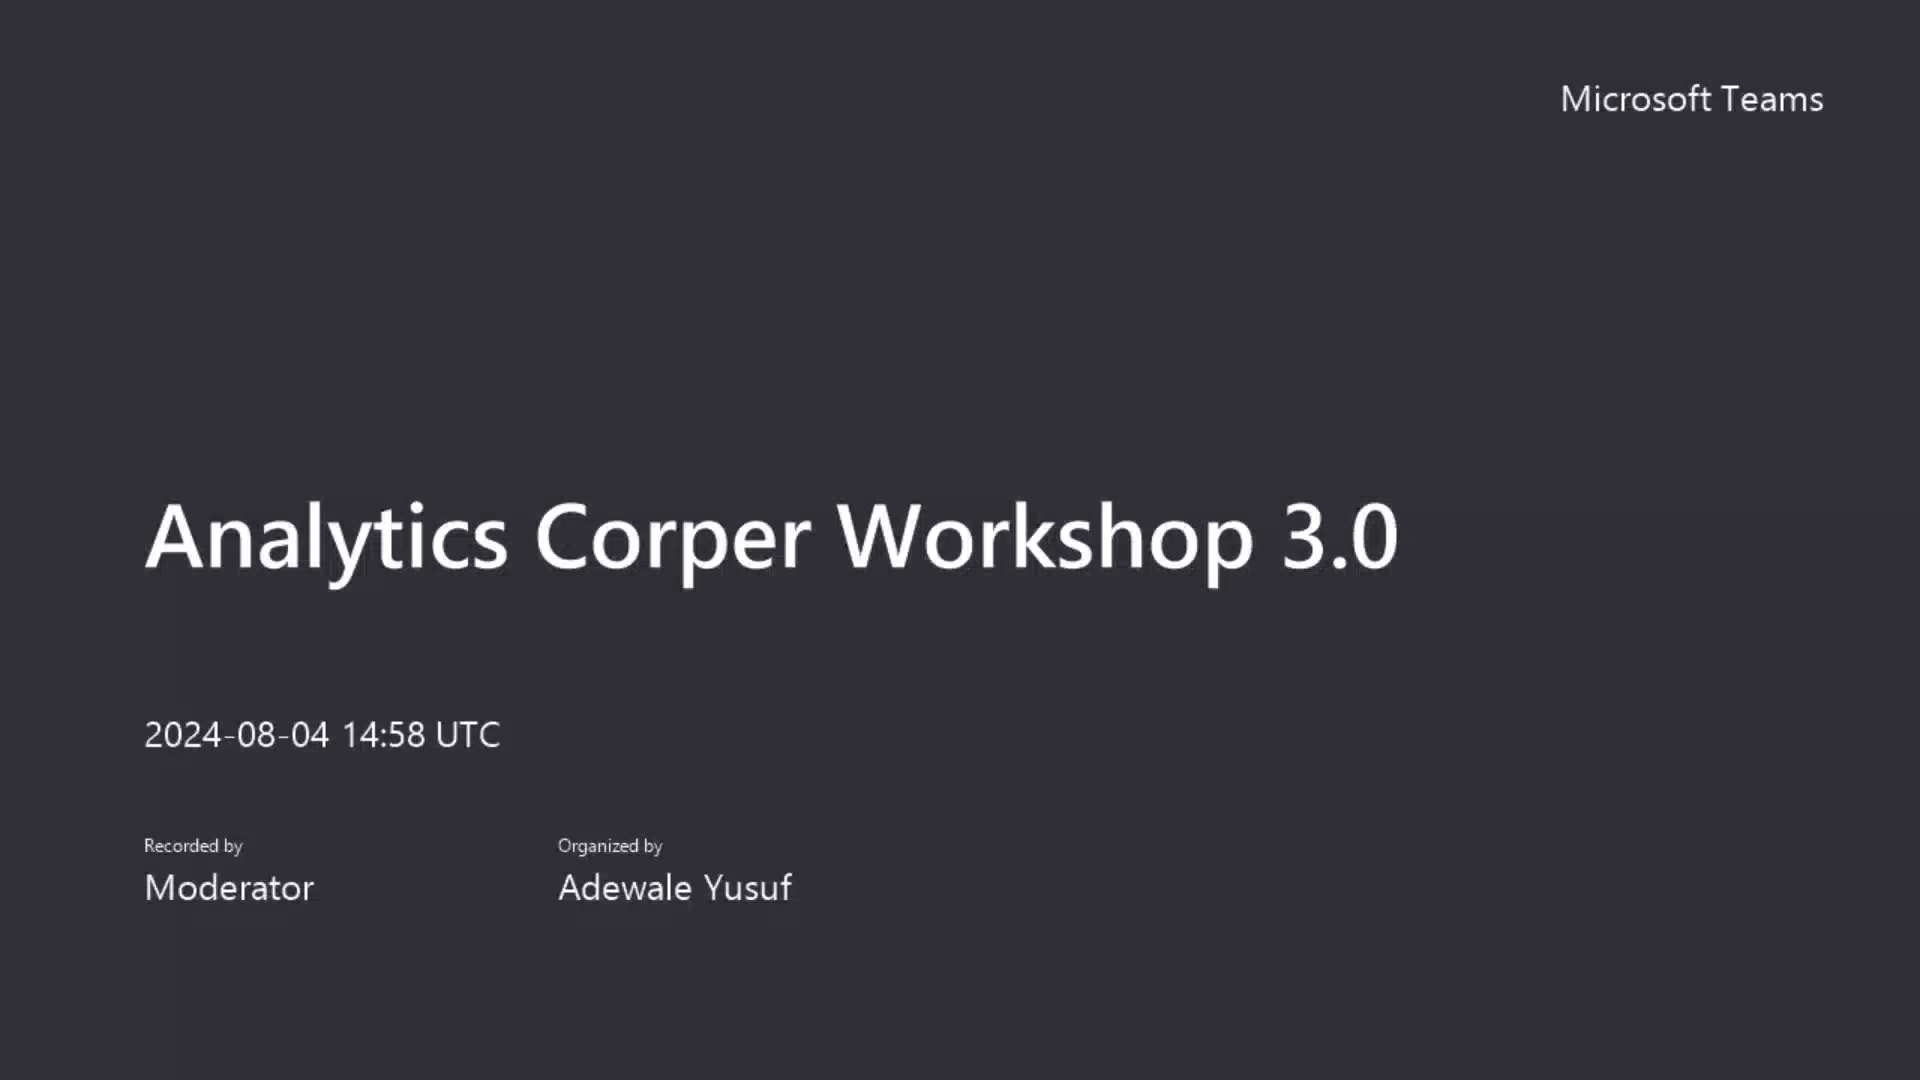 Microsoft Teams
Analytics Corper Workshop 3.0
2024-08-04 14:58 UTC
Recorded by
Moderator
Organized by
Adewale Yusuf